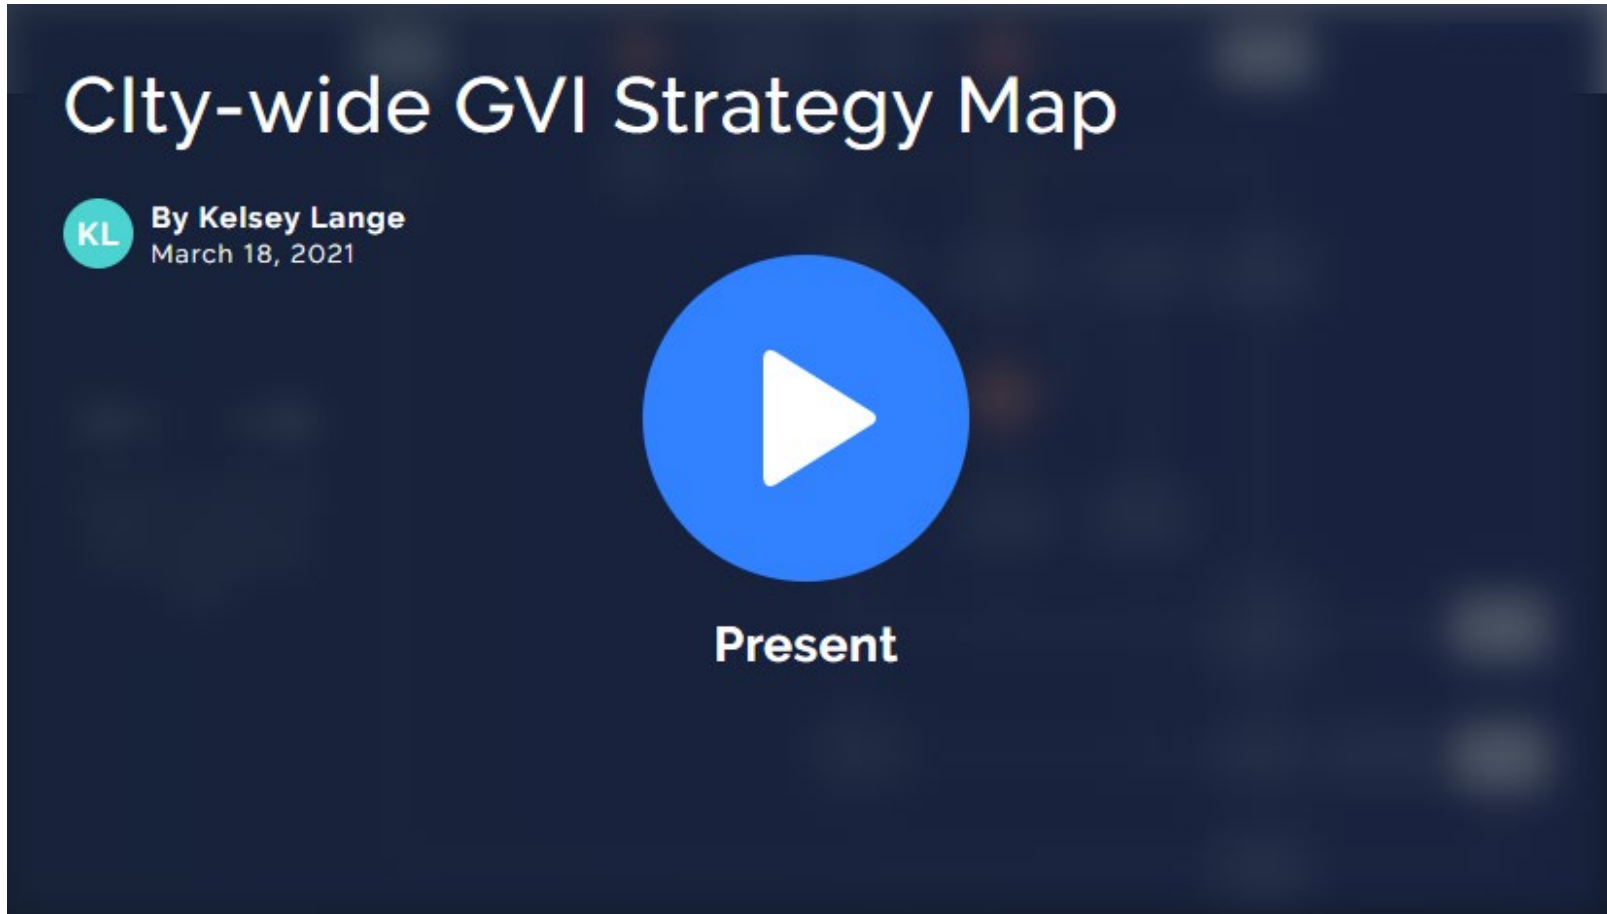 CIty-wide GVI Strategy Map
KL
By Kelsey Lange
March 18, 2021
Present